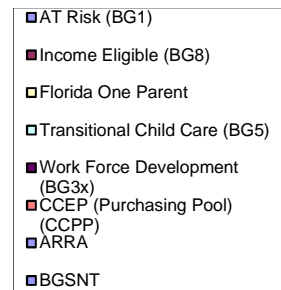 AT Risk (BG1)
Income Eligible (BG8)
Florida One Parent
Transitional Child Care (BG5)
Work Force Development
(BG3x)
CCEP (Purchasing Pool)
(CCPP)
ARRA
BGSNT